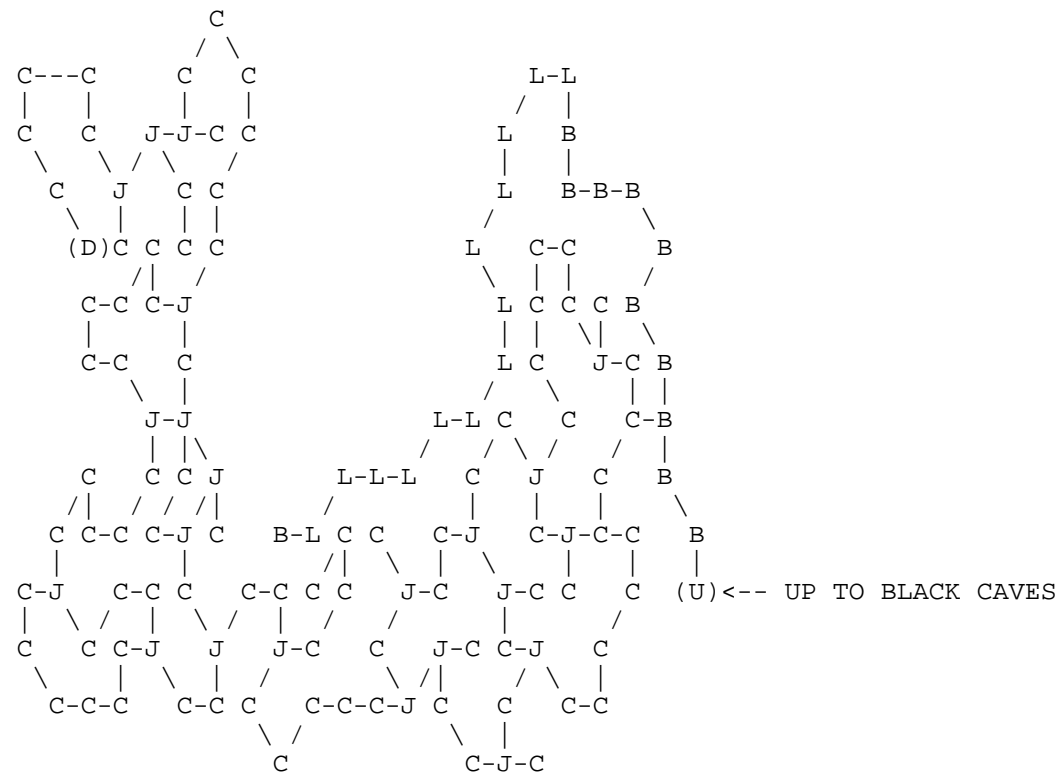 C
           / \
C---C     C   C                 L-L
|   |     |   |                /  |
C   C   J-J-C C               L   B
 \   \ / \   /                |   |
  C   J   C C                 L   B-B-B
   \  |   | |                /         \
   (D)C C C C               L   C-C     B
       /|  /                 \  | |    /
    C-C C-J                   L C C C B
    |     |                   | |  \|  \
    C-C   C                   L C   J-C B
       \  |                  /   \    | |
        J-J               L-L C   C   C-B
        |  \             /   / \ /   /  |
    C   C C J       L-L-L   C   J   C   B
   /|  / / /|      /        |   |   |    \
  C C-C C-J C   B-L C C   C-J   C-J-C-C   B
  |       |        /|  \  |  \    |   |   |
C-J   C-C C   C-C-C C   J-C   J-C C   C  (U)<-- UP TO BLACK CAVES
|    /  |  \ /  |  /   /      |      /
C   C C-J   J   J-C   C   J-C C-J   C
 \    |  \  |  /       \ /|    / \  |
  C-C-C   C-C C   C-C-C-J C   C   C-C
               \ /         \  |
                C           C-J-C